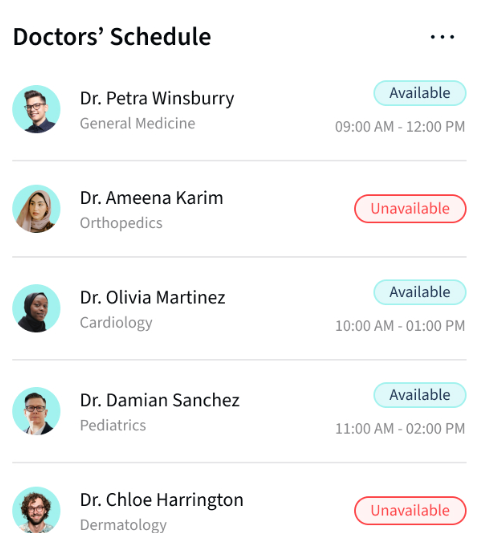 Doctors’ Schedule
Dr. Petra Winsburry
General Medicine
Available
09:00 AM - 12:00 PM
Dr. Ameena Karim
Orthopedics
Unavailable
Dr. Olivia Martinez
Cardiology
Available
10:00 AM - 01:00 PM
Dr. Damian Sanchez
Pediatrics
Available
11:00 AM - 02:00 PM
Dr. Chloe Harrington
Dermatology
Unavailable